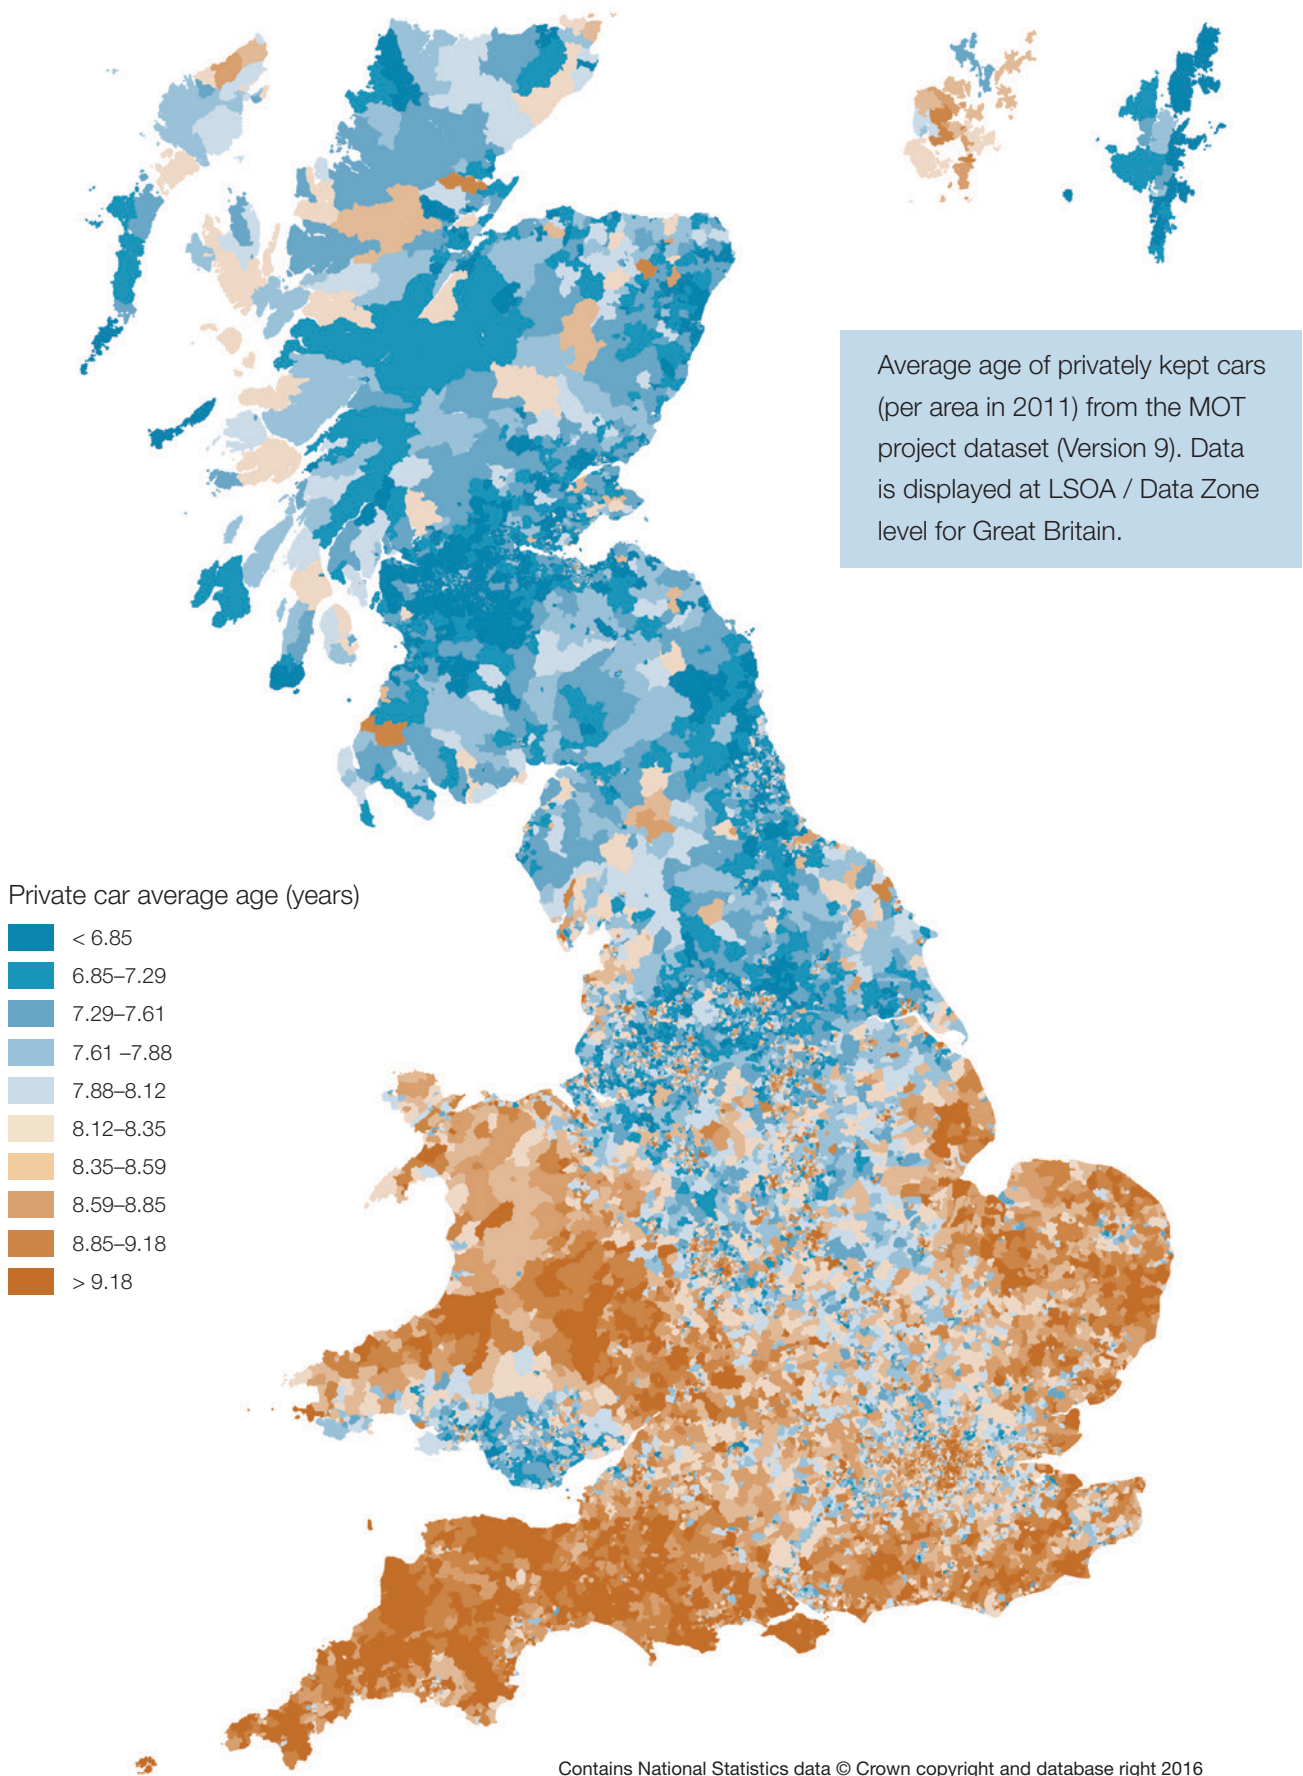 Average age of privately kept cars
(per area in 2011) from the MOT
project dataset (Version 9). Data
is displayed at LSOA / Data Zone
level for Great Britain.
Private car average age (years)
< 6.85
6.85–7.29
7.29–7.61
7.61 –7.88
7.88–8.12
8.12–8.35
8.35–8.59
8.59–8.85
8.85–9.18
> 9.18
Contains National Statistics data © Crown copyright and database right 2016